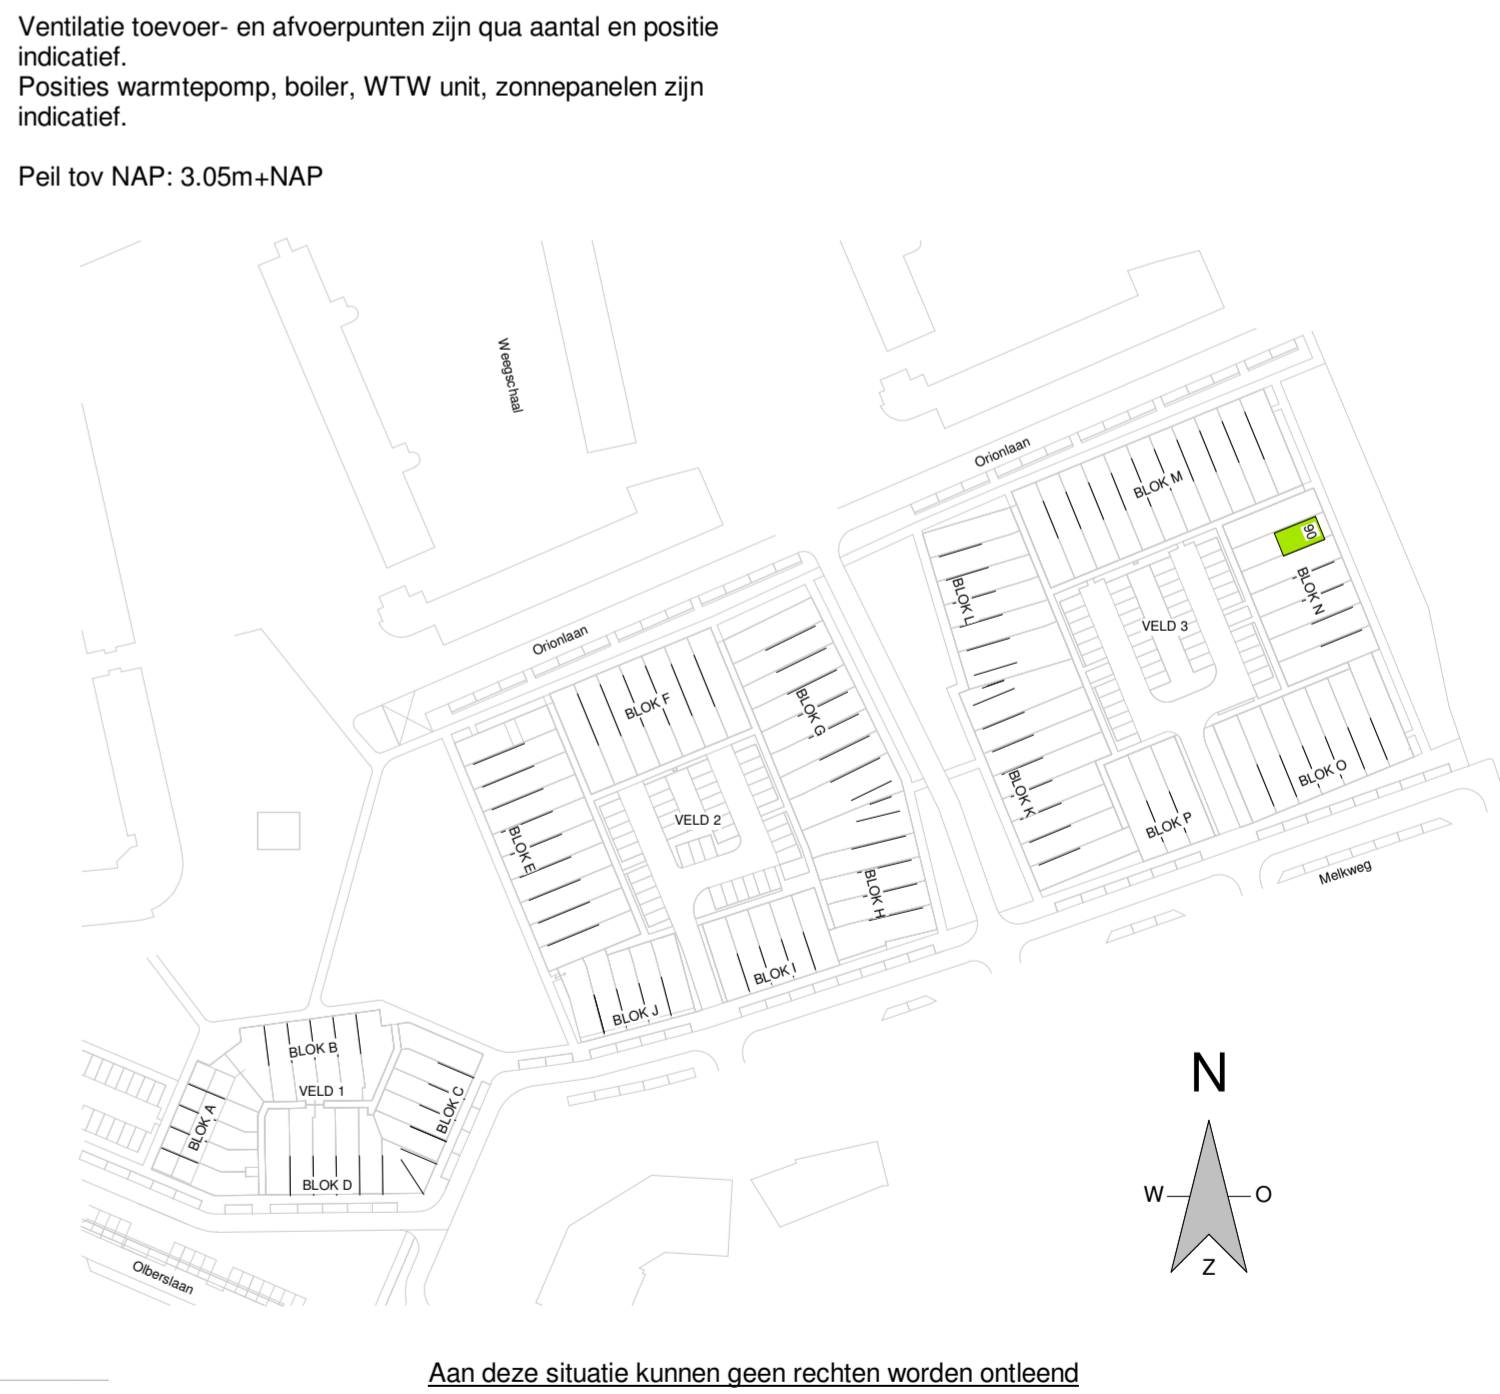 Ventilatie toevoer- en afvoerpunten zijn qua aantal en positie
indicatief.
Posities warmtepomp, boiler, WTW unit, zonnepanelen zijn
indicatief.
Peil tov NAP: 3.05m+NAP
Weegschaal
Orionlaan
BLOK M
90
BLOK L
BLOK N
VELD 3
Orionlaan
BLOK F
BLOK G
BLOK K
BLOK O
BLOK P
VELD 2
BLOK E
Melkweg
BLOK H
BLOK I
BLOK J
BLOK B
VELD 1
BLOK C
BLOK A
BLOK D
N
W
O
Z
Olberslaan
Aan deze situatie kunnen geen rechten worden ontleend